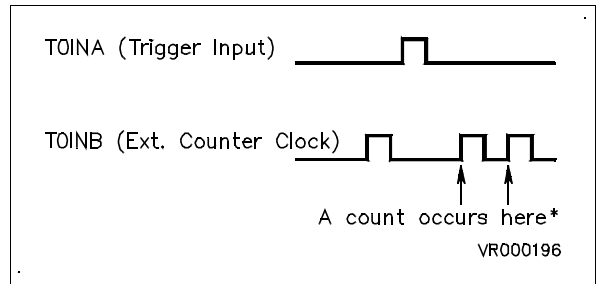 T0INA (Trigger Input)
T0INB (Ext. Counter Clock)
A count occurs here*
VR000196